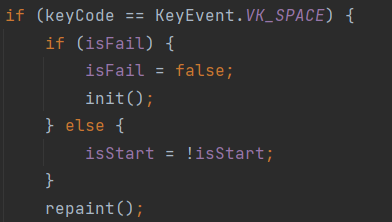 if (keyCode == KeyEvent.VK_SPACE) {
    if (isFail) {
        isFail = false;
        init();
    } else {
        isStart = !isStart;
    }
    repaint();